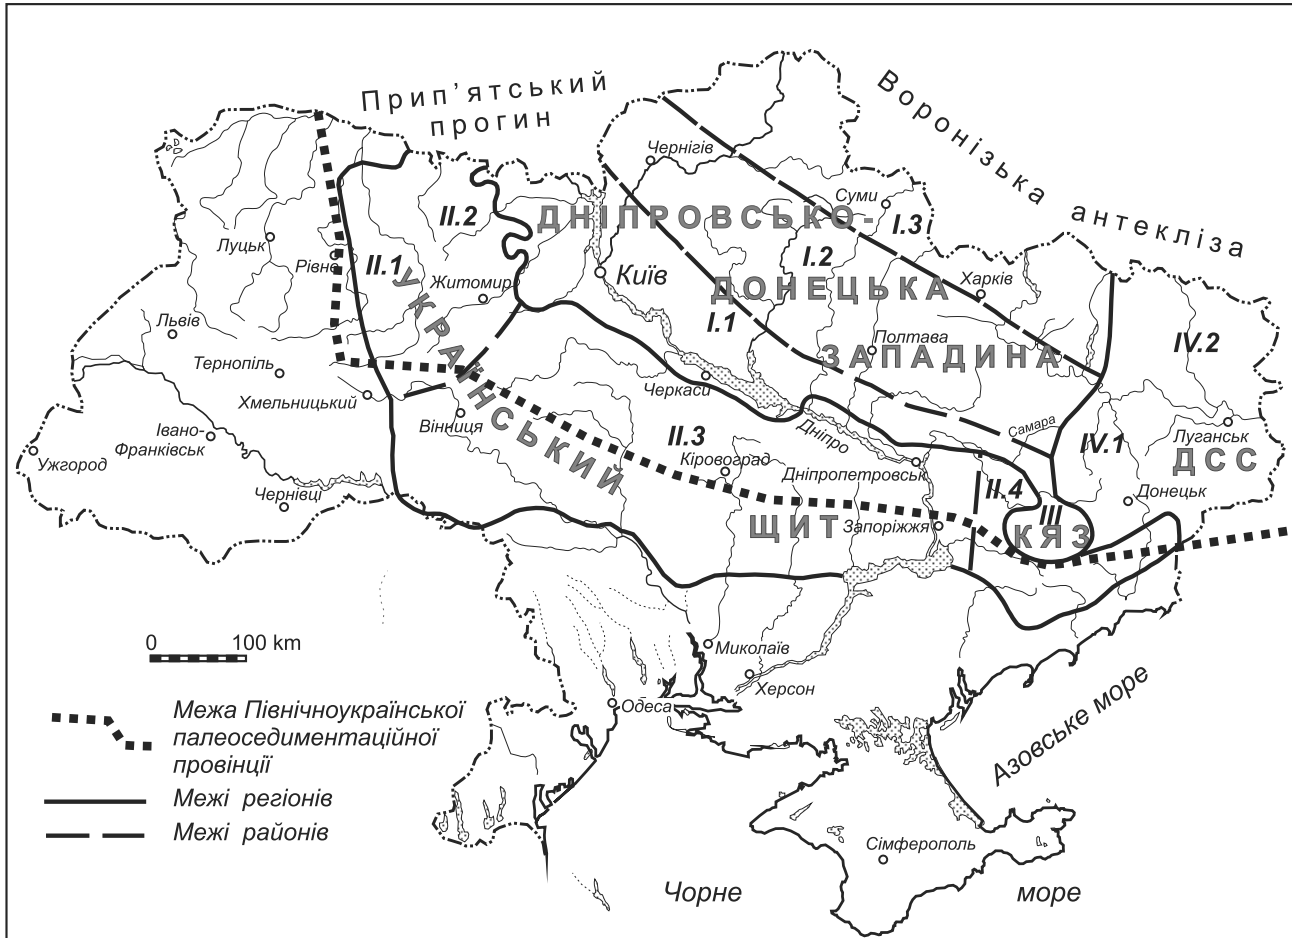 Прип’ятський
прогин
Воронізька антекліза
Чернігів
Суми
ДНІПРОВСЬКО-
ДОНЕЦЬКА
ЗАПАДИНА
I.3
I.2
I.1
II.2
II.1
Луцьк
Рівне
Київ
Житомир
Харків
Львів
Полтава
IV.2
Тернопіль
Хмельницький
Черкаси
УКРАЇНСЬКИЙ
ЩИТ
Вінниця
II.3
Дніпро
Самара
IV.1
Луганськ
ДСС
Івано-
Франківськ
Ужгород
Кіровоград
Дніпропетровськ
II.4
Донецьк
Чернівці
Запоріжжя
III
КЯЗ
0 100 km
Миколаїв
Херсон
Одеса
Азовське море
Межа Північноукраїнської
палеоседиментаційної
провінції
Межі регіонів
Межі районів
Сімферополь
Чорне море